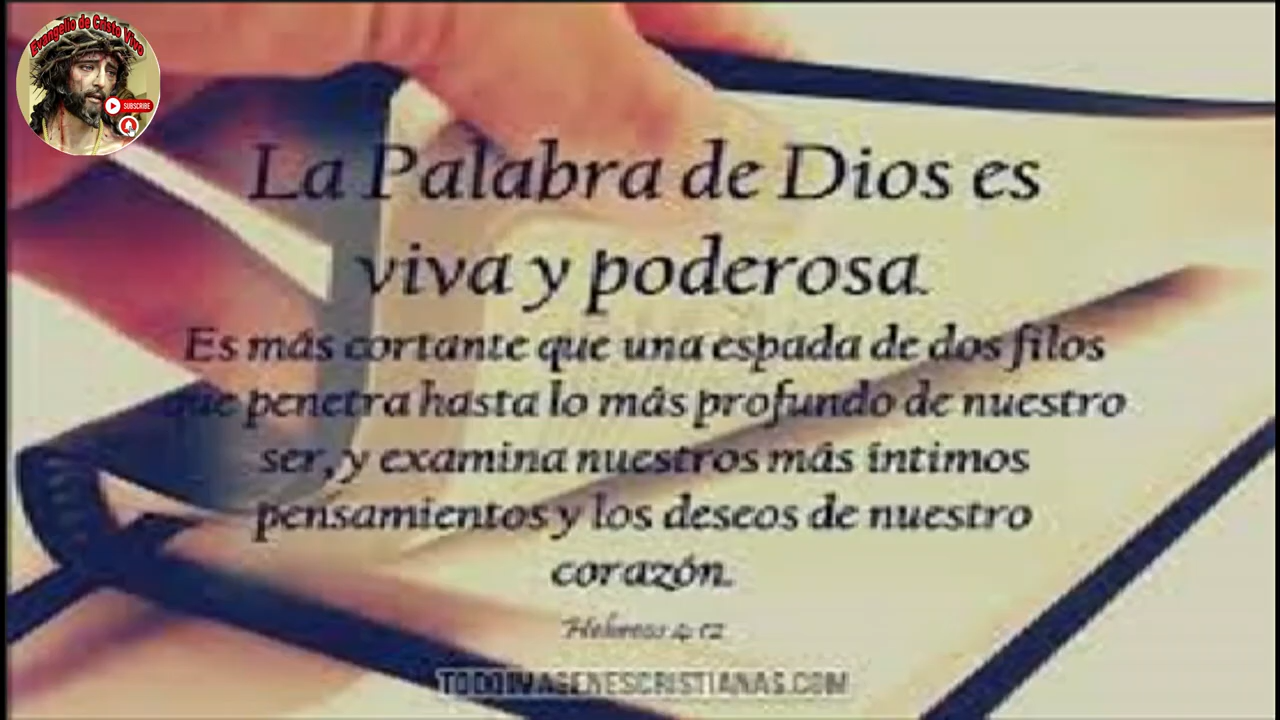 Evangelio de Cristo Vivo
SUBSCRIBE
La Palabra de Dios es
viva y poderosa.
Es más cortante que una espada de dos filos
que penetra hasta lo más profundo de nuestro
ser, y examina nuestros más íntimos
pensamientos y los deseos de nuestro
corazón.
Hebreos 4:12
TODOIMAGENESCRISTIANAS.COM